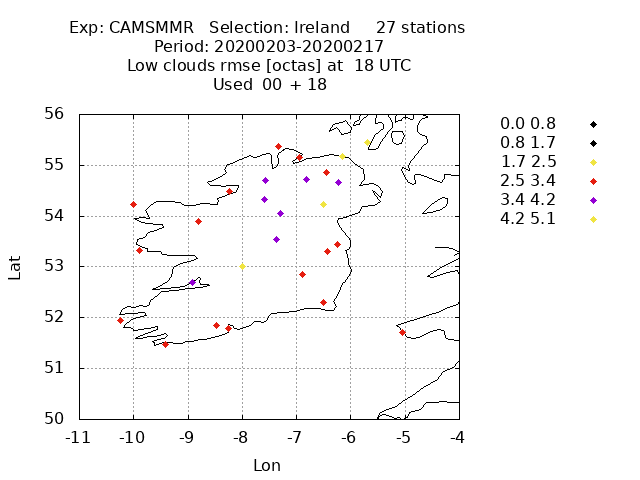 Exp: CAMSMMR   Selection: Ireland     27 stations
Period: 20200203-20200217
Low clouds rmse [octas] at  18 UTC
Used  00 + 18
56
55
54
53
52
51
50
-11 -10 -9 -8 -7 -6 -5 -4
Lat
Lon
0.0 0.8
0.8 1.7
1.7 2.5
2.5 3.4
3.4 4.2
4.2 5.1